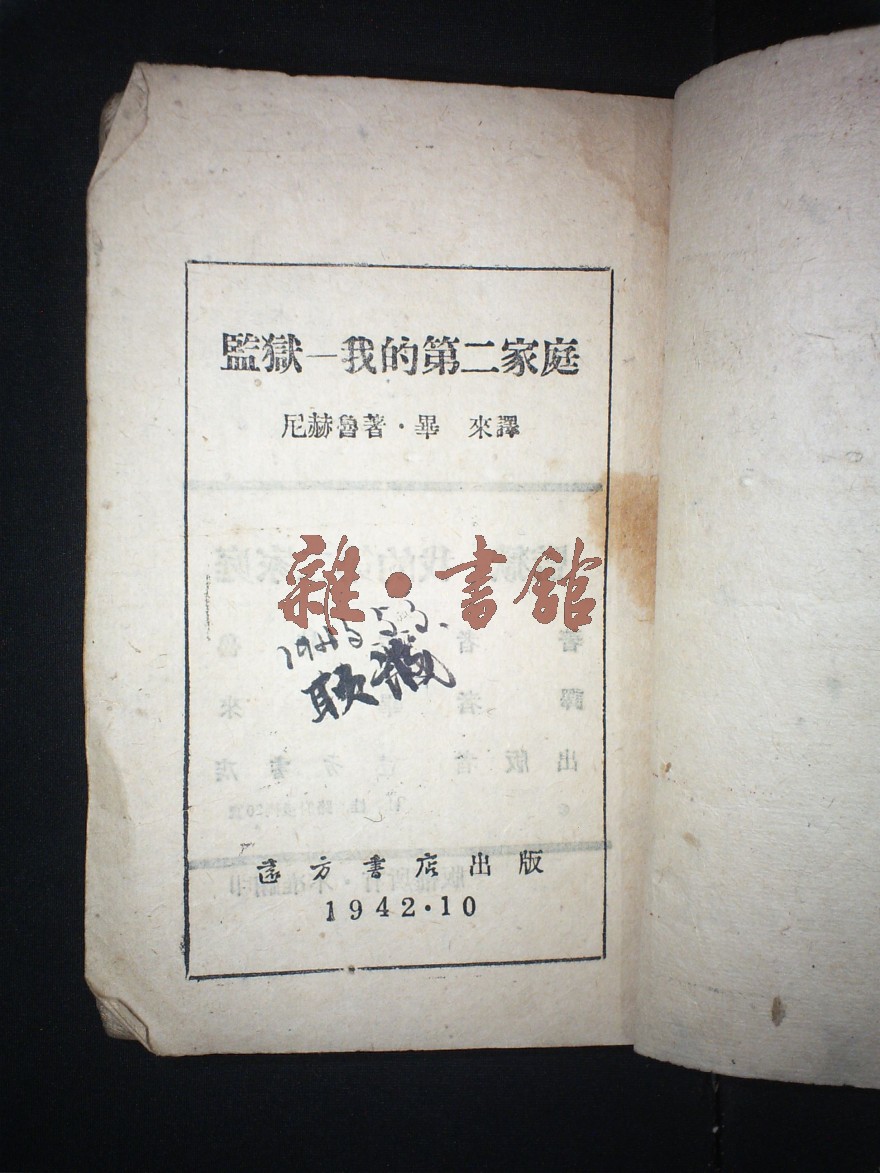 監獄—我的第二家庭
尼赫魯著·畢 來譯
雜·書館
遠方書店出版
1942·10